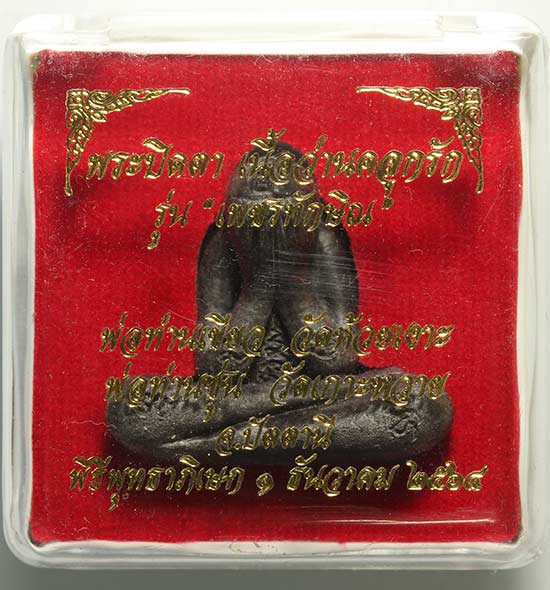 พระปิดตา เนื้อว่านคลุกรัก
รุ่น "เพชรทักษิณ"
พ่อท่านเขียว วัดห้วยเงาะ
พ่อท่านชุน วัดเกาะหวาย
จ.ปัตตานี
พิธีพุทธาภิเษก ๑ ธันวาคม ๒๕๖๔